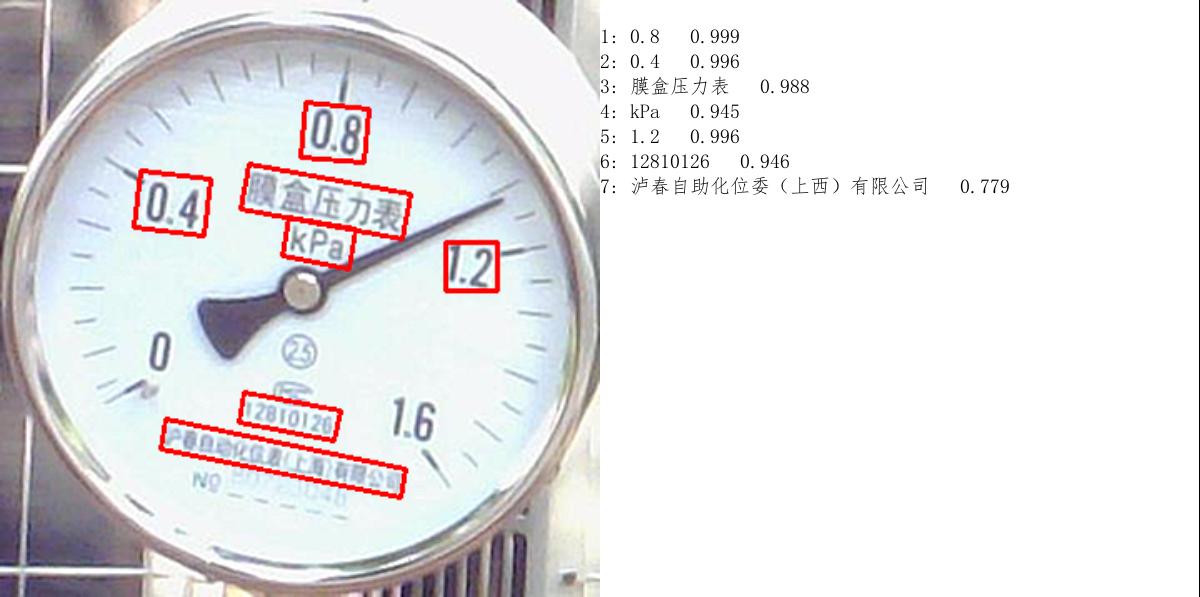 0.8
0.4
膜盒压力表
kPa
1.2
0
2.5
1.6
12810126
沪春自动化仪表(上海)有限公司
№
1: 0.8 0.999
2: 0.4 0.996
3: 膜盒压力表 0.988
4: kPa 0.945
5: 1.2 0.996
6: 12810126 0.946
7: 泸春自助化位委（上西）有限公司 0.779